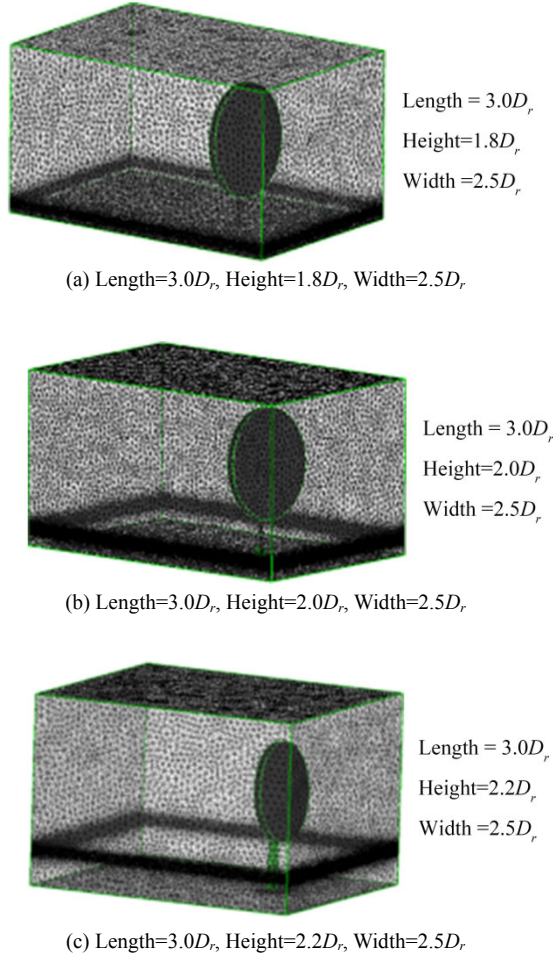 Length = 3.0Dr
Height=1.8Dr
Width =2.5Dr
(a) Length=3.0Dr, Height=1.8Dr, Width=2.5Dr
Length = 3.0Dr
Height=2.0Dr
Width =2.5Dr
(b) Length=3.0Dr, Height=2.0Dr, Width=2.5Dr
Length = 3.0Dr
Height=2.2Dr
Width =2.5Dr
(c) Length=3.0Dr, Height=2.2Dr, Width=2.5Dr